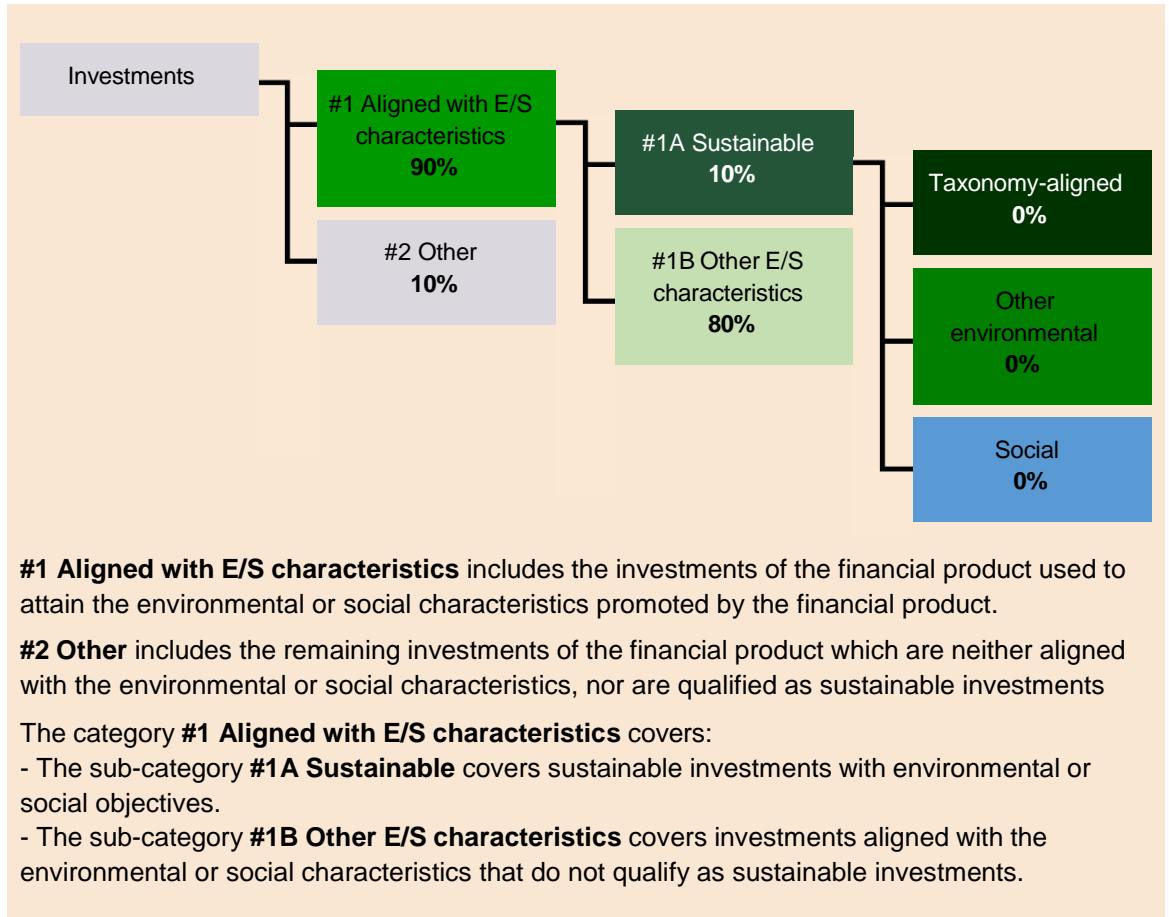 Investments
#1 Aligned with E/S
characteristics
90%
#2 Other
10%
#1A Sustainable
10%
#1B Other E/S
characteristics
80%
Taxonomy-aligned
0%
Other
environmental
0%
Social
0%
#1 Aligned with E/S characteristics includes the investments of the financial product used to
attain the environmental or social characteristics promoted by the financial product.
#2 Other includes the remaining investments of the financial product which are neither aligned
with the environmental or social characteristics, nor are qualified as sustainable investments
The category #1 Aligned with E/S characteristics covers:
- The sub-category #1A Sustainable covers sustainable investments with environmental or
social objectives.
- The sub-category #1B Other E/S characteristics covers investments aligned with the
environmental or social characteristics that do not qualify as sustainable investments.